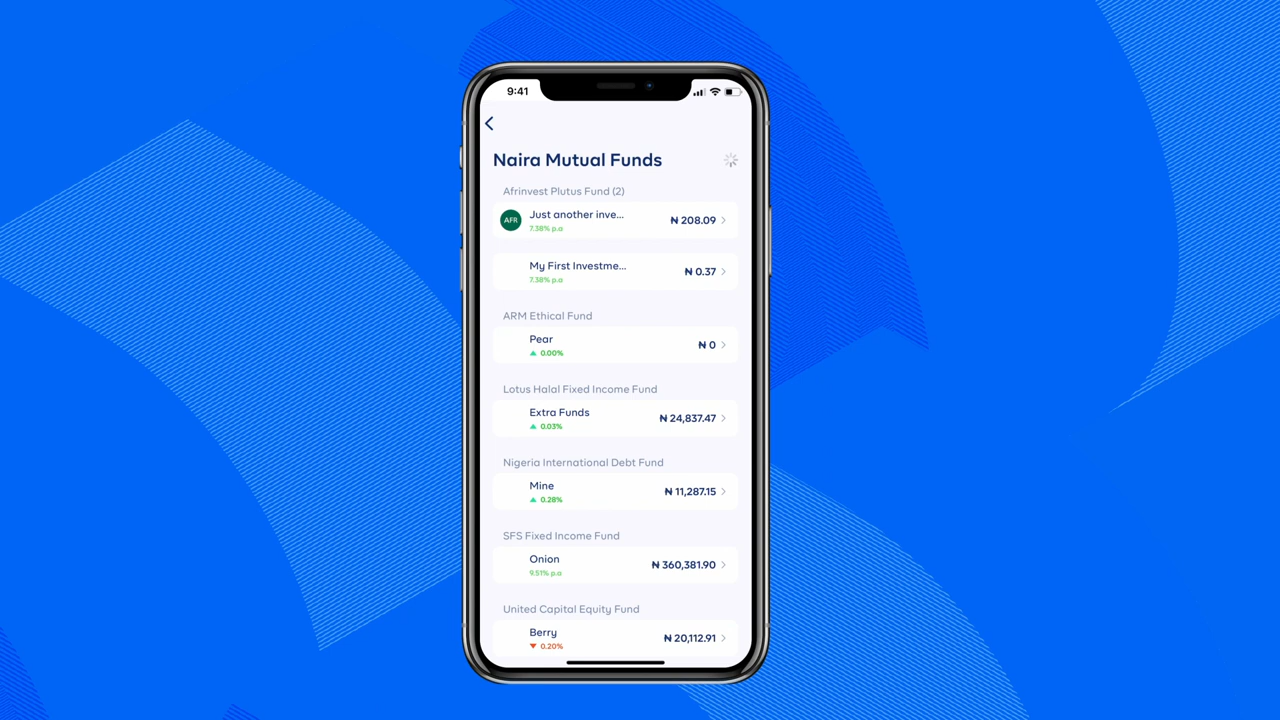 9:41
Naira Mutual Funds
Afrinvest Plutus Fund (2)
AFR
Just another inve...
₦ 208.09
7.38% p.a
My First Investme...
₦ 0.37
7.38% p.a
ARM Ethical Fund
Pear
₦ 0
▲ 0.00%
Lotus Halal Fixed Income Fund
Extra Funds
₦ 24,837.47
▲ 0.03%
Nigeria International Debt Fund
Mine
₦ 11,287.15
▲ 0.28%
SFS Fixed Income Fund
Onion
₦ 360,381.90
9.51% p.a
United Capital Equity Fund
Berry
₦ 20,112.91
▼ 0.20%